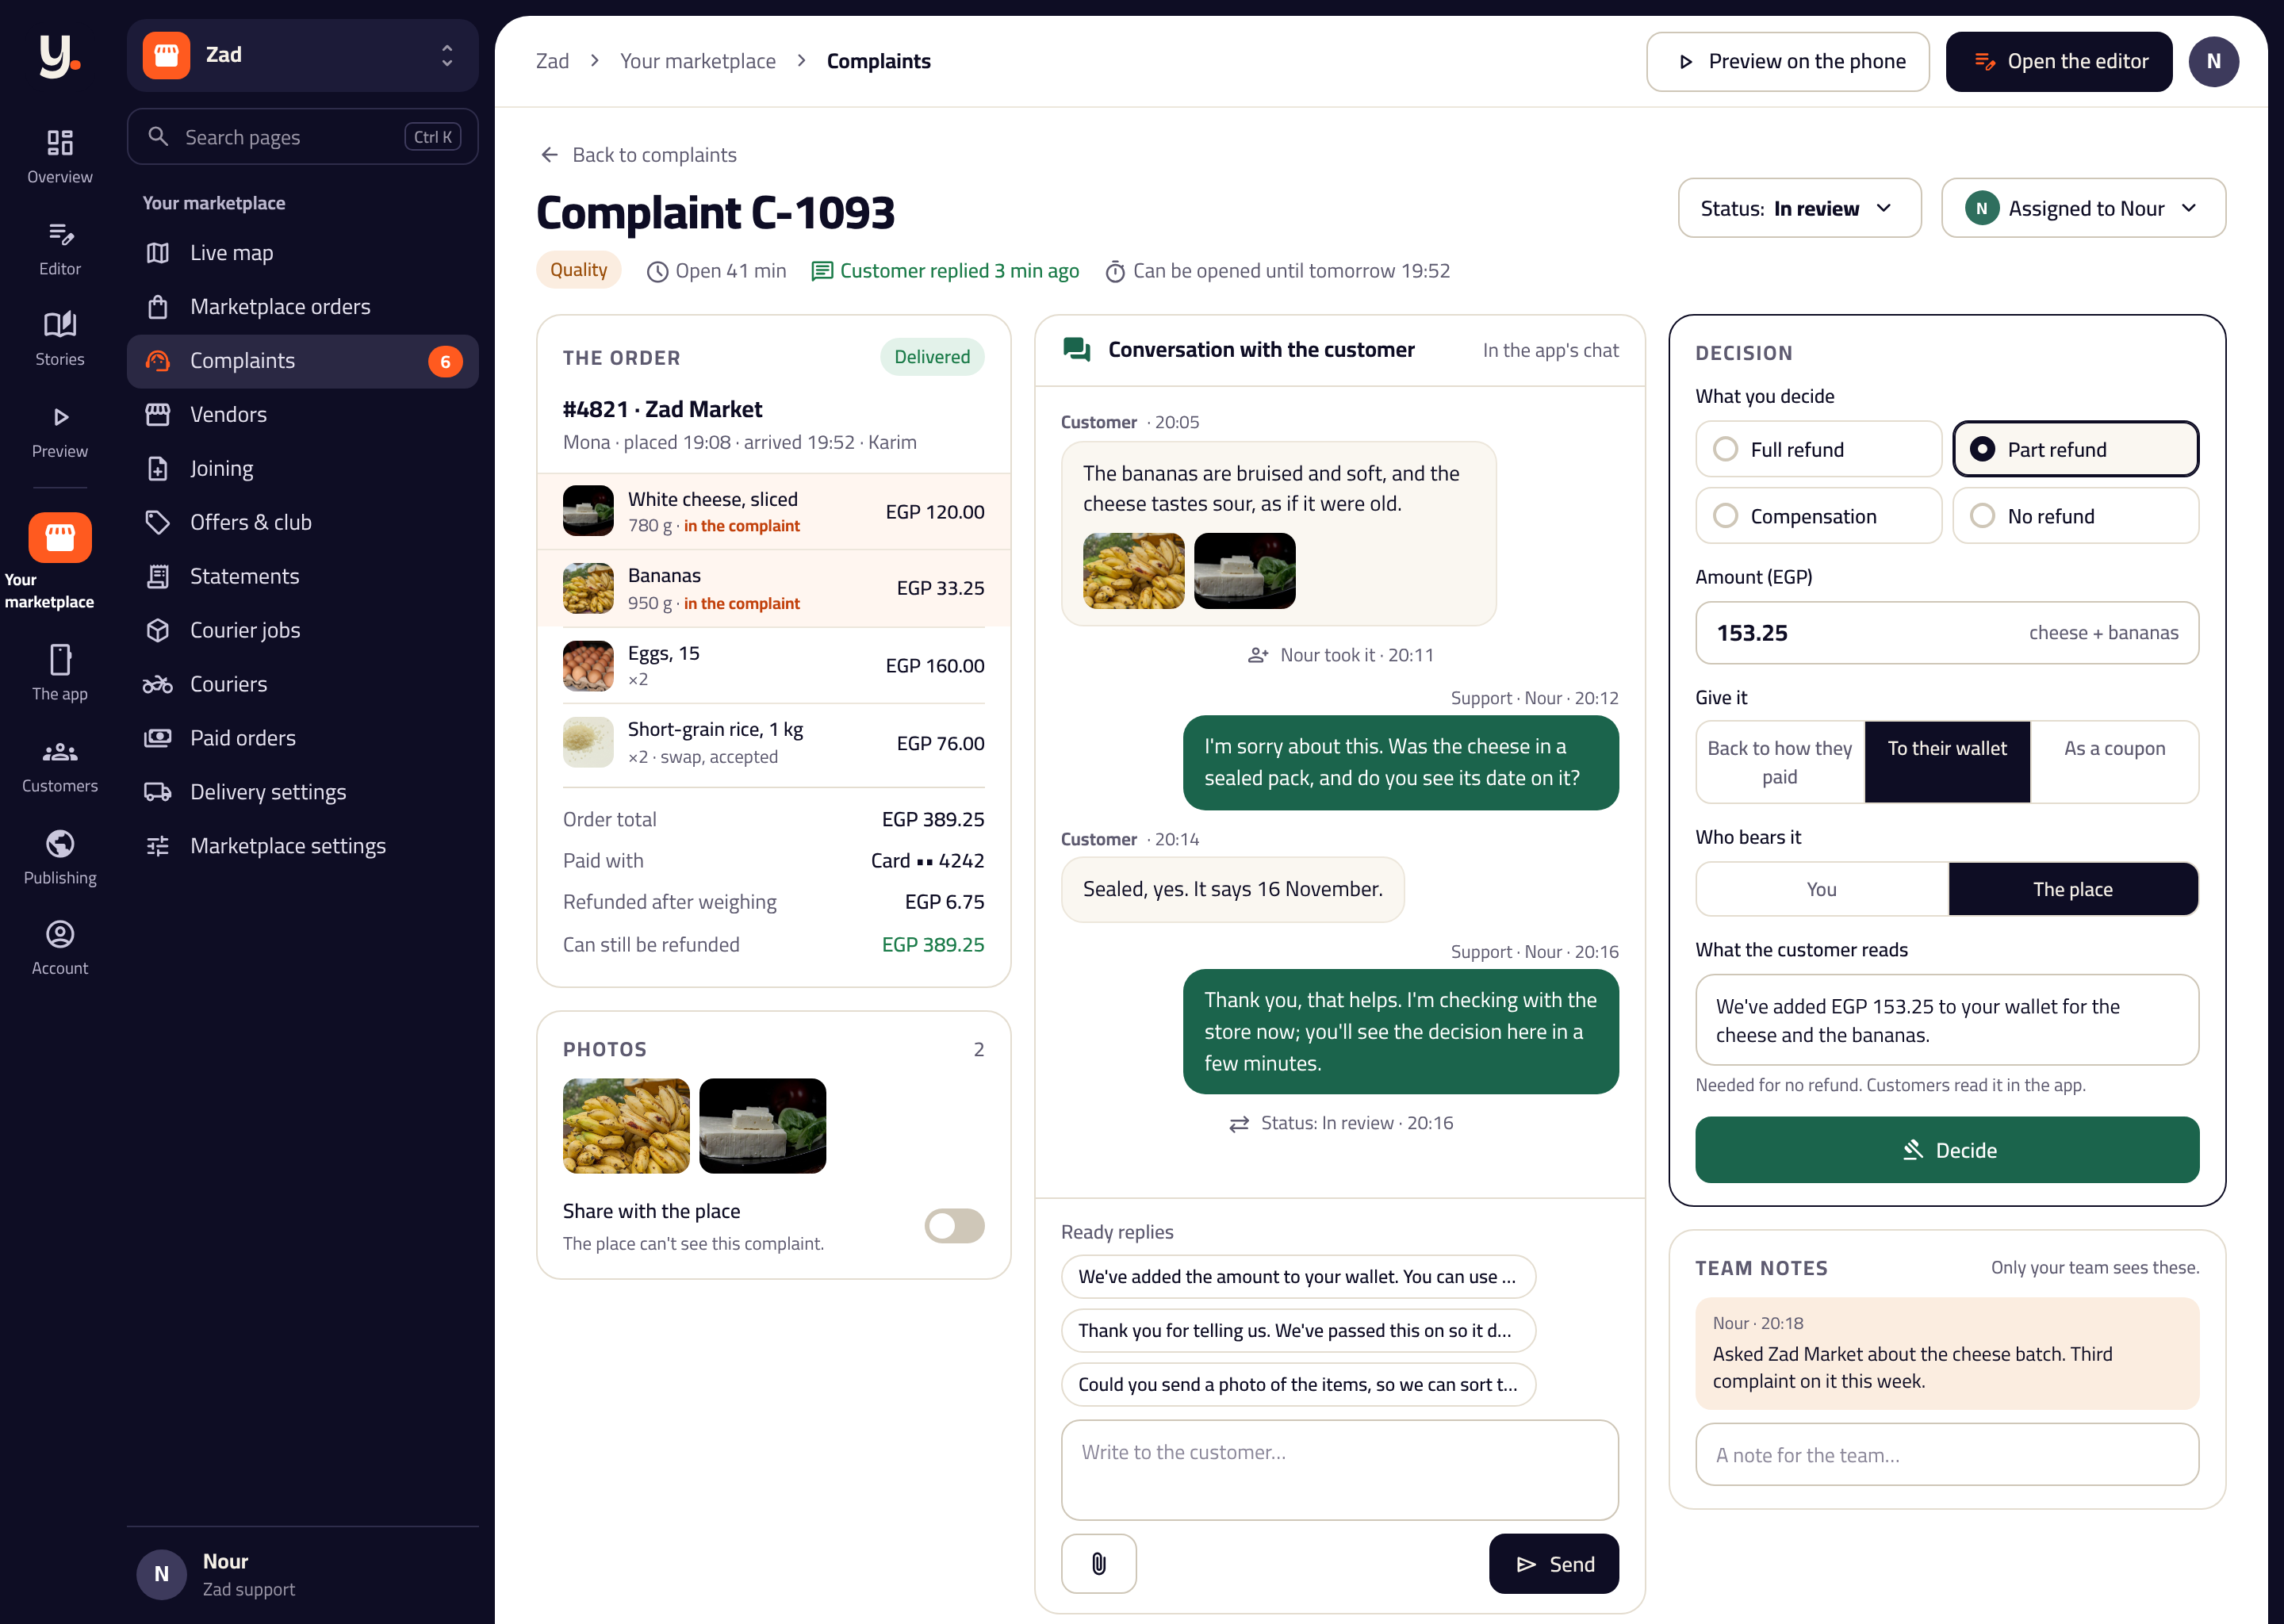 y.
Overview
Editor
Stories
Preview
Your
marketplace
The app
Customers
Publishing
Account
Zad
Search pages
Ctrl K
Your marketplace
Live map
Marketplace orders
Complaints
6
Vendors
Joining
Offers & club
Statements
Courier jobs
Couriers
Paid orders
Delivery settings
Marketplace settings
N
Nour
Zad support
Zad > Your marketplace > Complaints
Preview on the phone
Open the editor
N
Back to complaints
Complaint C-1093
Status: In review
N Assigned to Nour
Quality
Open 41 min
Customer replied 3 min ago
Can be opened until tomorrow 19:52
THE ORDER
Delivered
#4821 · Zad Market
Mona · placed 19:08 · arrived 19:52 · Karim
White cheese, sliced
780 g · in the complaint
EGP 120.00
Bananas
950 g · in the complaint
EGP 33.25
Eggs, 15
×2
EGP 160.00
Short-grain rice, 1 kg
×2 · swap, accepted
EGP 76.00
Order total EGP 389.25
Paid with Card •• 4242
Refunded after weighing EGP 6.75
Can still be refunded EGP 389.25
PHOTOS
2
Share with the place
The place can't see this complaint.
Conversation with the customer
In the app's chat
Customer · 20:05
The bananas are bruised and soft, and the
cheese tastes sour, as if it were old.
Nour took it · 20:11
Support · Nour · 20:12
I'm sorry about this. Was the cheese in a
sealed pack, and do you see its date on it?
Customer · 20:14
Sealed, yes. It says 16 November.
Support · Nour · 20:16
Thank you, that helps. I'm checking with the
store now; you'll see the decision here in a
few minutes.
Status: In review · 20:16
Ready replies
We've added the amount to your wallet. You can use ...
Thank you for telling us. We've passed this on so it d...
Could you send a photo of the items, so we can sort t...
Write to the customer...
Send
DECISION
What you decide
Full refund
Part refund
Compensation
No refund
Amount (EGP)
153.25
cheese + bananas
Give it
Back to how they
paid
To their wallet
As a coupon
Who bears it
You
The place
What the customer reads
We've added EGP 153.25 to your wallet for the
cheese and the bananas.
Needed for no refund. Customers read it in the app.
Decide
TEAM NOTES
Only your team sees these.
Nour · 20:18
Asked Zad Market about the cheese batch. Third
complaint on it this week.
A note for the team...